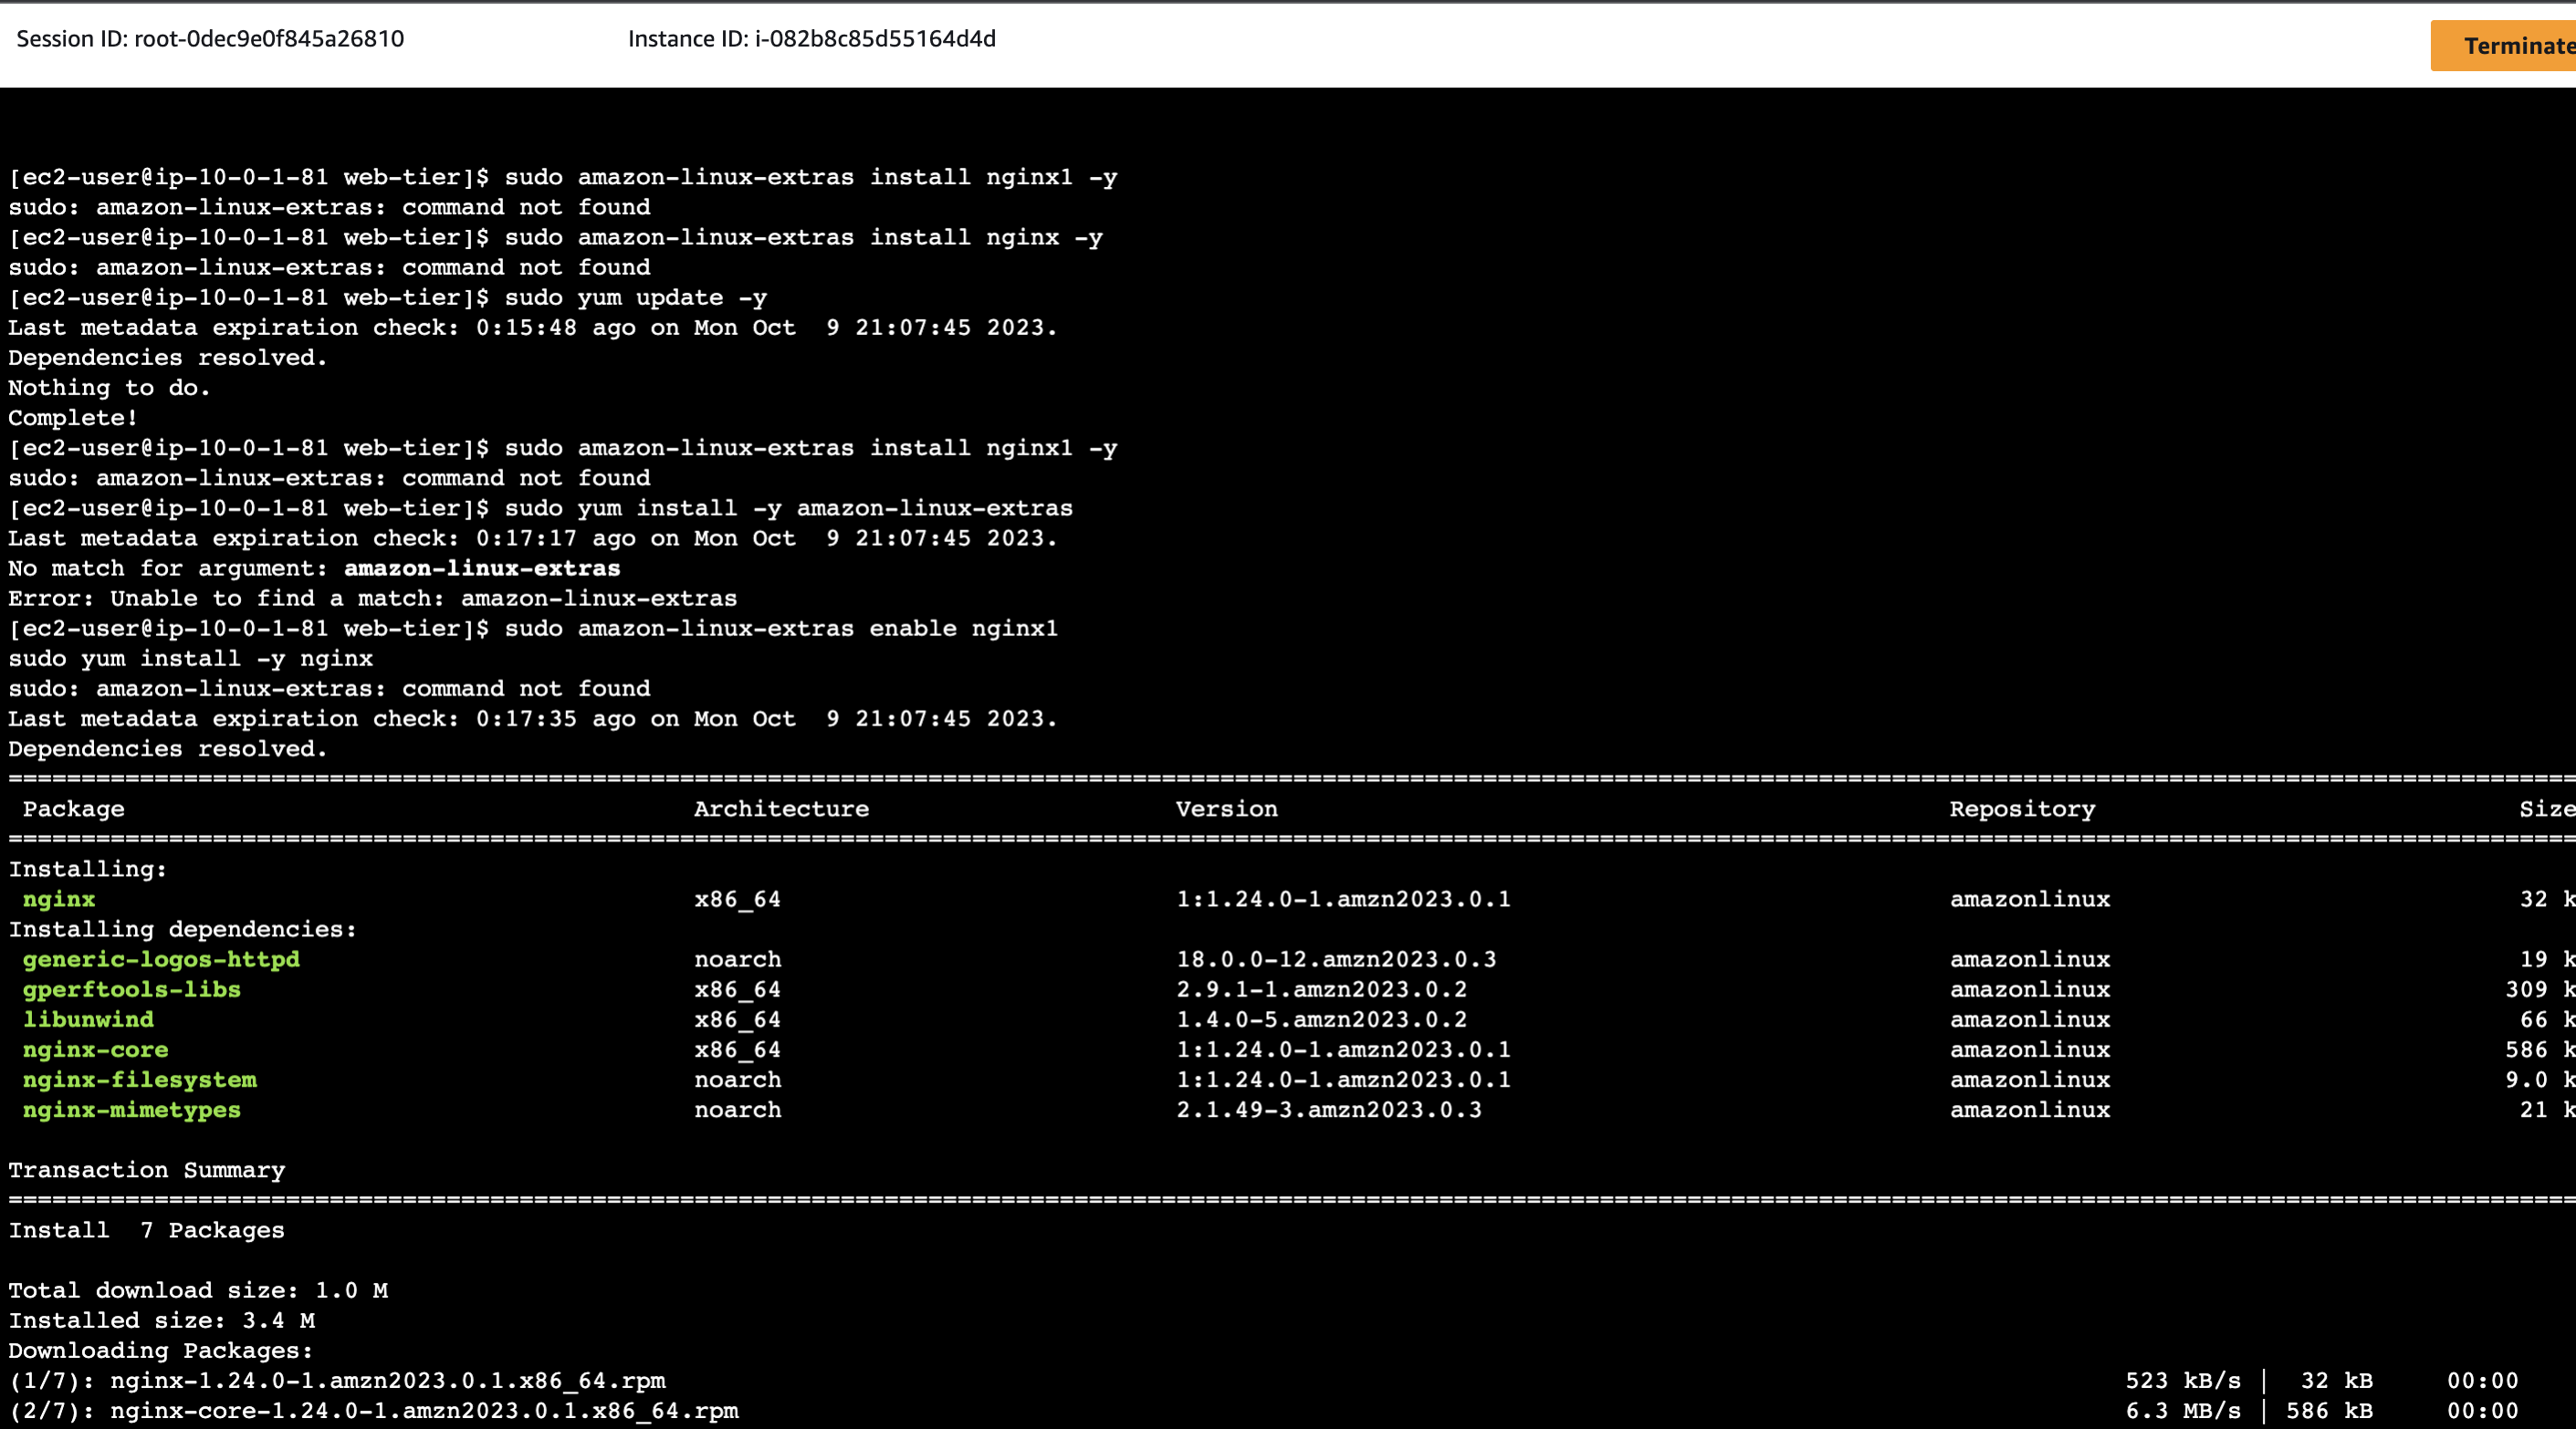 Session ID: root-0dec9e0f845a26810 Instance ID: i-082b8c85d55164d4d Terminate
[ec2-user@ip-10-0-1-81 web-tier]$ sudo amazon-linux-extras install nginx1 -y
sudo: amazon-linux-extras: command not found
[ec2-user@ip-10-0-1-81 web-tier]$ sudo amazon-linux-extras install nginx -y
sudo: amazon-linux-extras: command not found
[ec2-user@ip-10-0-1-81 web-tier]$ sudo yum update -y
Last metadata expiration check: 0:15:48 ago on Mon Oct  9 21:07:45 2023.
Dependencies resolved.
Nothing to do.
Complete!
[ec2-user@ip-10-0-1-81 web-tier]$ sudo amazon-linux-extras install nginx1 -y
sudo: amazon-linux-extras: command not found
[ec2-user@ip-10-0-1-81 web-tier]$ sudo yum install -y amazon-linux-extras
Last metadata expiration check: 0:17:17 ago on Mon Oct  9 21:07:45 2023.
No match for argument: amazon-linux-extras
Error: Unable to find a match: amazon-linux-extras
[ec2-user@ip-10-0-1-81 web-tier]$ sudo amazon-linux-extras enable nginx1
sudo yum install -y nginx
sudo: amazon-linux-extras: command not found
Last metadata expiration check: 0:17:35 ago on Mon Oct  9 21:07:45 2023.
Dependencies resolved.
Package Architecture Version Repository Size
Installing:
nginx x86_64 1:1.24.0-1.amzn2023.0.1 amazonlinux 32 k
Installing dependencies:
generic-logos-httpd noarch 18.0.0-12.amzn2023.0.3 amazonlinux 19 k
gperftools-libs x86_64 2.9.1-1.amzn2023.0.2 amazonlinux 309 k
libunwind x86_64 1.4.0-5.amzn2023.0.2 amazonlinux 66 k
nginx-core x86_64 1:1.24.0-1.amzn2023.0.1 amazonlinux 586 k
nginx-filesystem noarch 1:1.24.0-1.amzn2023.0.1 amazonlinux 9.0 k
nginx-mimetypes noarch 2.1.49-3.amzn2023.0.3 amazonlinux 21 k
Transaction Summary
Install  7 Packages
Total download size: 1.0 M
Installed size: 3.4 M
Downloading Packages:
(1/7): nginx-1.24.0-1.amzn2023.0.1.x86_64.rpm 523 kB/s |  32 kB     00:00
(2/7): nginx-core-1.24.0-1.amzn2023.0.1.x86_64.rpm 6.3 MB/s | 586 kB     00:00